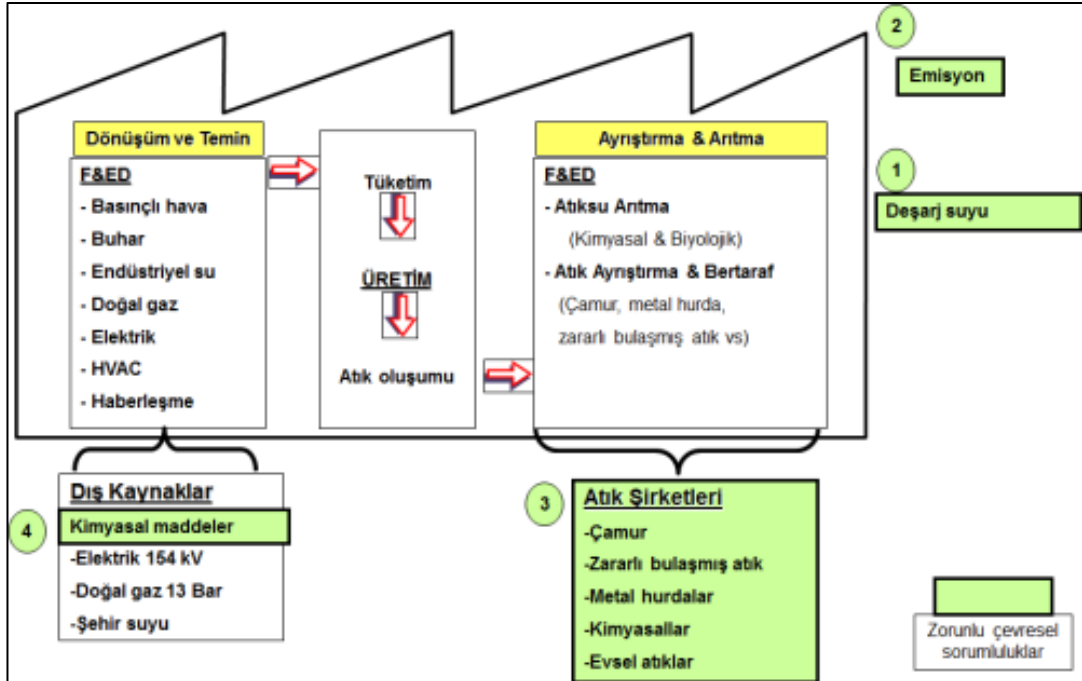 2
Emisyon
1
Deşarj suyu
Dönüşüm ve Temin
F&ED
- Basınçlı hava
- Buhar
- Endüstriyel su
- Doğal gaz
- Elektrik
- HVAC
- Haberleşme
Tüketim
ÜRETİM
Atık oluşumu
Ayrıştırma & Arıtma
F&ED
- Atıksu Arıtma
(Kimyasal & Biyolojik)
- Atık Ayrıştırma & Bertaraf
(Çamur, metal hurda,
zararlı bulaşmış atık vs)
4
Dış Kaynaklar
Kimyasal maddeler
-Elektrik 154 kV
-Doğal gaz 13 Bar
-Şehir suyu
3
Atık Şirketleri
-Çamur
-Zararlı bulaşmış atık
-Metal hurdalar
-Kimyasallar
-Evsel atıklar
Zorunlu çevresel
sorumluluklar